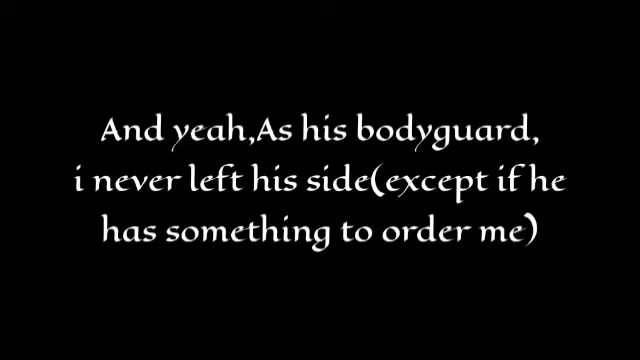 And yeah,As his bodyguard,
i never left his side(except if he
has something to order me)